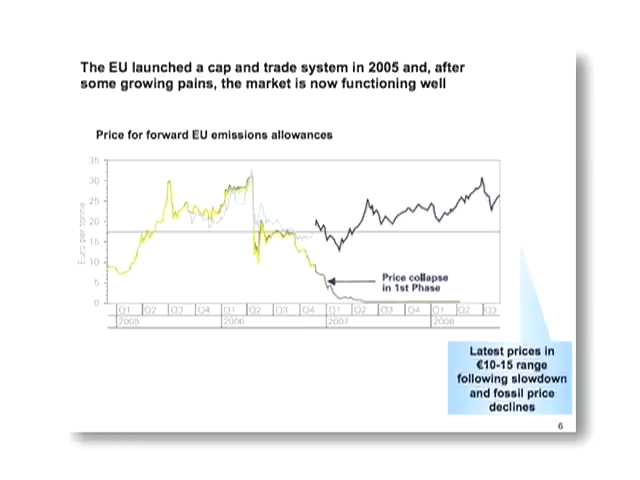 The EU launched a cap and trade system in 2005 and, after
some growing pains, the market is now functioning well
Price for forward EU emissions allowances
35
30
25
20
15
10
5
0
Euro per tonne
Price collapse
in 1st Phase
Q1 Q2 Q3 Q4 Q1 Q2 Q3 Q4 Q1 Q2 Q3 Q4 Q1 Q2 Q3
2005 2006 2007 2008
Latest prices in
€10-15 range
following slowdown
and fossil price
declines
6